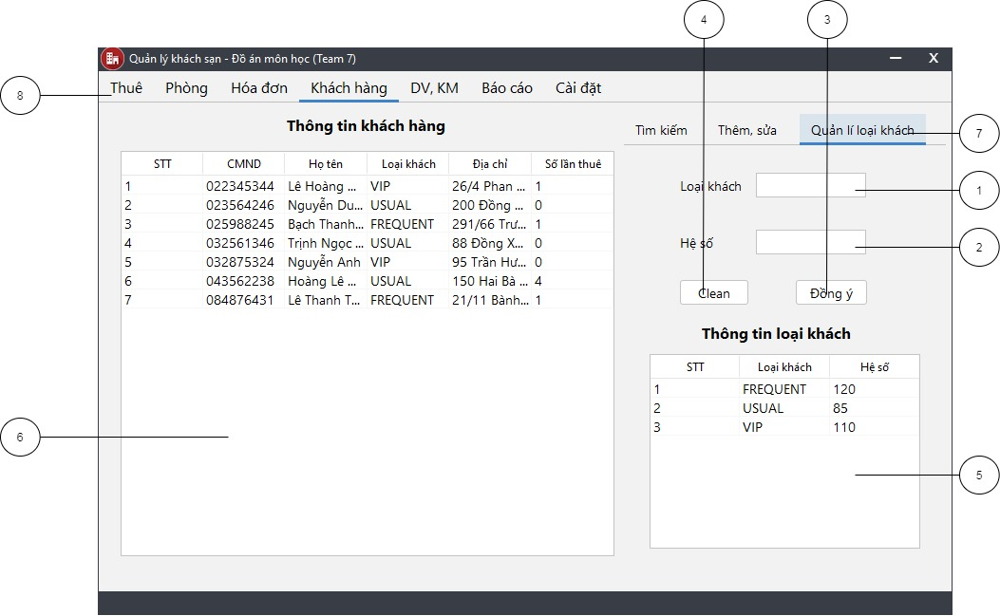 4 3
Quản lý khách sạn - Đồ án môn học (Team 7) X
8 Thuê Phòng Hóa đơn Khách hàng DV, KM Báo cáo Cài đặt
Thông tin khách hàng
Tìm kiếm Thêm, sửa Quản lí loại khách 7
STT CMND Họ tên Loại khách Địa chỉ Số lần thuê
1 022345344 Lê Hoàng ... VIP 26/4 Phan ... 1
2 023564246 Nguyễn Du... USUAL 200 Đồng ... 0
3 025988245 Bạch Thanh... FREQUENT 291/66 Trư... 1
4 032561346 Trịnh Ngọc ... USUAL 88 Đồng X... 0
5 032875324 Nguyễn Anh VIP 95 Trần Hư... 0
6 043562238 Hoàng Lê ... USUAL 150 Hai Bà ... 4
7 084876431 Lê Thanh T... FREQUENT 21/11 Bành... 1
Loại khách 1
Hệ số 2
Clean Đồng ý
Thông tin loại khách
STT Loại khách Hệ số
1 FREQUENT 120
2 USUAL 85
3 VIP 110
6
5